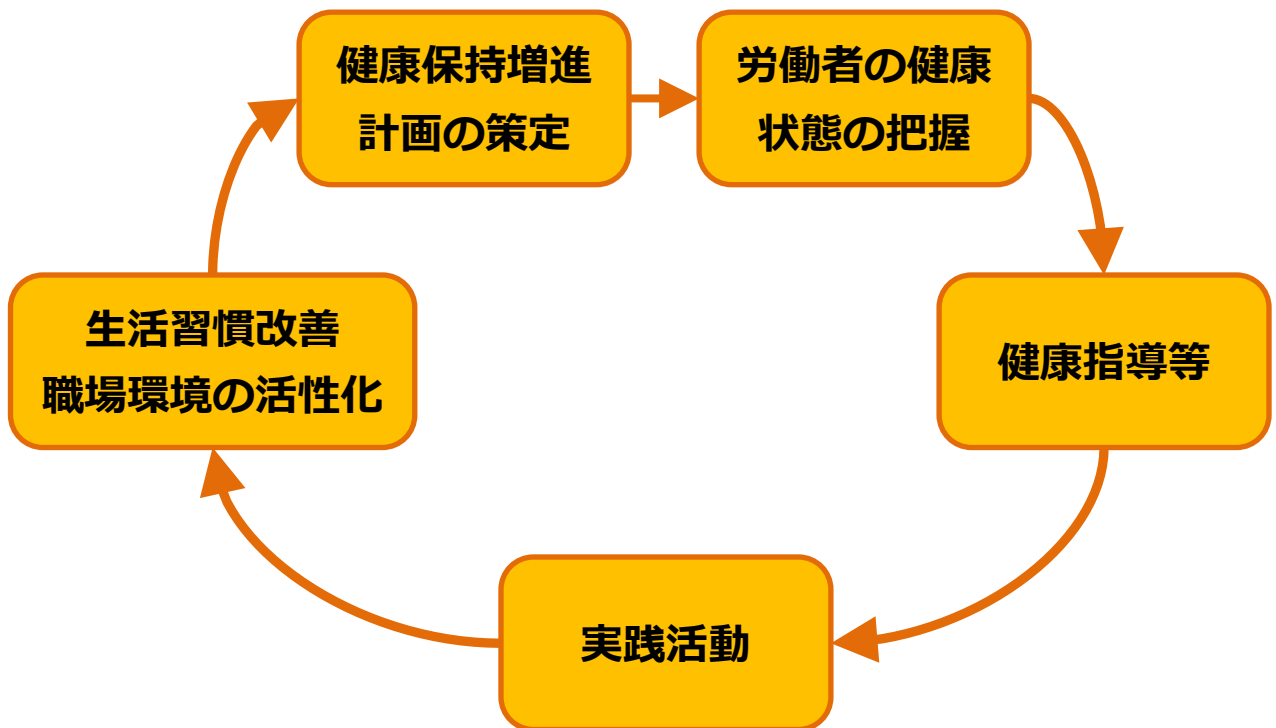 健康保持増進
計画の策定
労働者の健康
状態の把握
健康指導等
実践活動
生活習慣改善
職場環境の活性化